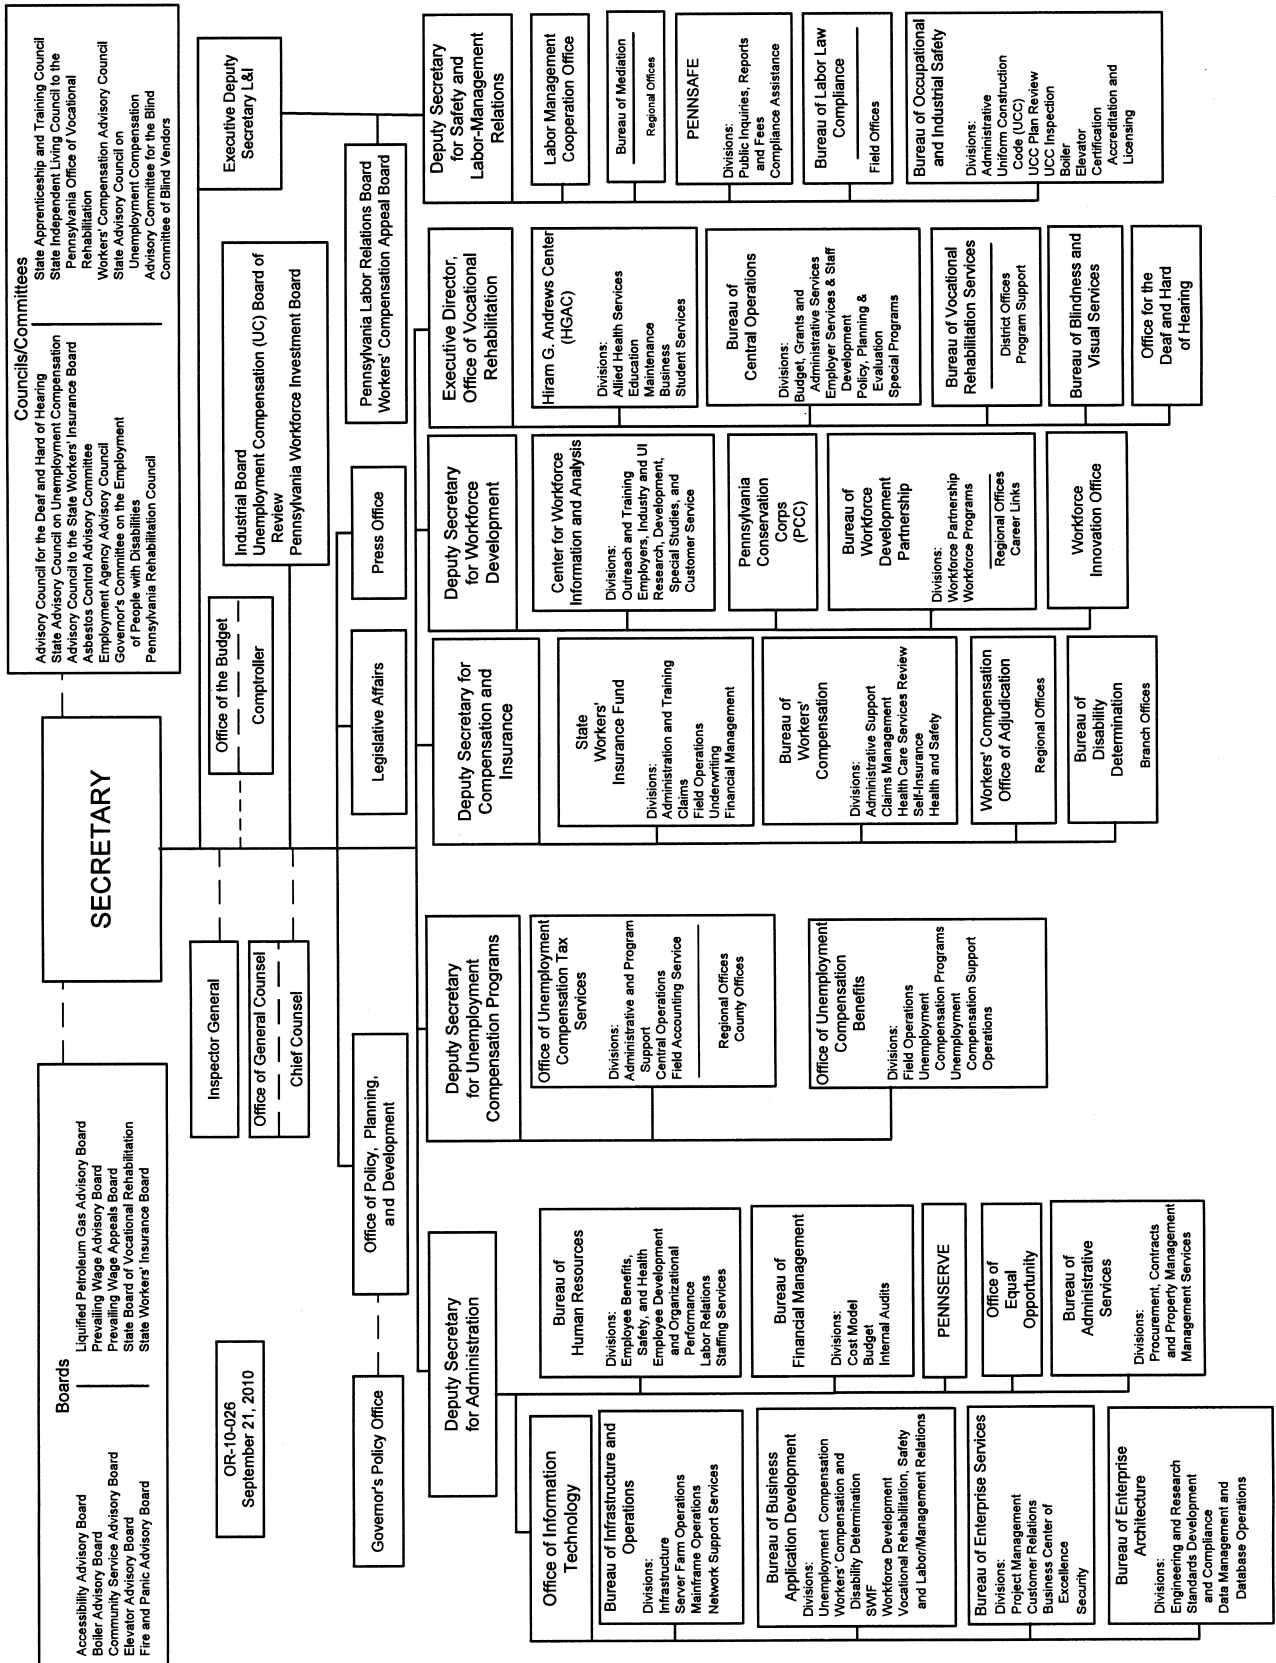 Boards
Accessibility Advisory Board
Boiler Advisory Board
Community Service Advisory Board
Elevator Advisory Board
Fire and Panic Advisory Board
Liquified Petroleum Gas Advisory Board
Prevailing Wage Advisory Board
Prevailing Wage Appeals Board
State Board of Vocational Rehabilitation
State Workers' Insurance Board
SECRETARY
Councils/Committees
Advisory Council for the Deaf and Hard of Hearing
State Advisory Council on Unemployment Compensation
Advisory Council to the State Workers' Insurance Board
Asbestos Control Advisory Committee
Employment Agency Advisory Council
Governor's Committee on the Employment
of People with Disabilities
Pennsylvania Rehabilitation Council
State Apprenticeship and Training Council
State Independent Living Council to the
Pennsylvania Office of Vocational
Rehabilitation
Workers' Compensation Advisory Council
State Advisory Council on
Unemployment Compensation
Advisory Committee for the Blind
Committee of Blind Vendors
OR-10-026
September 21, 2010
Inspector General
Office of General Counsel
Chief Counsel
Office of the Budget
Comptroller
Industrial Board
Unemployment Compensation (UC) Board of
Review
Pennsylvania Workforce Investment Board
Executive Deputy
Secretary L&I
Governor's Policy Office
Office of Policy, Planning,
and Development
Legislative Affairs
Press Office
Pennsylvania Labor Relations Board
Workers' Compensation Appeal Board
Deputy Secretary
for Administration
Office of Information
Technology
Bureau of Infrastructure and
Operations
Divisions:
Infrastructure
Server Farm Operations
Mainframe Operations
Network Support Services
Bureau of Business
Application Development
Divisions:
Unemployment Compensation
Workers' Compensation and
Disability Determination
SWIF
Workforce Development
Vocational Rehabilitation, Safety
and Labor/Management Relations
Bureau of Enterprise Services
Divisions:
Project Management
Customer Relations
Business Center of
Excellence
Security
Bureau of Enterprise
Architecture
Divisions:
Engineering and Research
Standards Development
and Compliance
Data Management and
Database Operations
Bureau of
Human Resources
Divisions:
Employee Benefits,
Safety, and Health
Employee Development
and Organizational
Performance
Labor Relations
Staffing Services
Bureau of
Financial Management
Divisions:
Cost Model
Budget
Internal Audits
PENNSERVE
Office of
Equal
Opportunity
Bureau of
Administrative
Services
Divisions:
Procurement, Contracts
and Property Management
Management Services
Deputy Secretary
for Unemployment
Compensation Programs
Office of Unemployment
Compensation Tax
Services
Divisions:
Administrative and Program
Support
Central Operations
Field Accounting Service
Regional Offices
County Offices
Office of Unemployment
Compensation
Benefits
Divisions:
Field Operations
Unemployment
Compensation Programs
Unemployment
Compensation Support
Operations
Deputy Secretary for
Compensation and
Insurance
State
Workers'
Insurance Fund
Divisions:
Administration and Training
Claims
Field Operations
Underwriting
Financial Management
Bureau of
Workers'
Compensation
Divisions:
Administrative Support
Claims Management
Health Care Services Review
Self-Insurance
Health and Safety
Workers' Compensation
Office of Adjudication
Regional Offices
Bureau of
Disability
Determination
Branch Offices
Deputy Secretary
for Workforce
Development
Center for Workforce
Information and Analysis
Divisions:
Outreach and Training
Employers, Industry and UI
Research, Development,
Special Studies, and
Customer Service
Pennsylvania
Conservation
Corps
(PCC)
Bureau of
Workforce
Development
Partnership
Divisions:
Workforce Partnership
Workforce Programs
Regional Offices
Career Links
Workforce
Innovation Office
Executive Director,
Office of Vocational
Rehabilitation
Hiram G. Andrews Center
(HGAC)
Divisions:
Allied Health Services
Education
Maintenance
Business
Student Services
Bureau of
Central Operations
Divisions:
Budget, Grants and
Administrative Services
Employer Services & Staff
Development
Policy, Planning &
Evaluation
Special Programs
Bureau of Vocational
Rehabilitation Services
District Offices
Program Support
Bureau of Blindness and
Visual Services
Office for the
Deaf and Hard
of Hearing
Deputy Secretary
for Safety and
Labor-Management
Relations
Labor Management
Cooperation Office
Bureau of Mediation
Regional Offices
PENNSAFE
Divisions:
Public Inquiries, Reports
and Fees
Compliance Assistance
Bureau of Labor Law
Compliance
Field Offices
Bureau of Occupational
and Industrial Safety
Divisions:
Administrative
Uniform Construction
Code (UCC)
UCC Plan Review
UCC Inspection
Boiler
Elevator
Certification
Accreditation and
Licensing